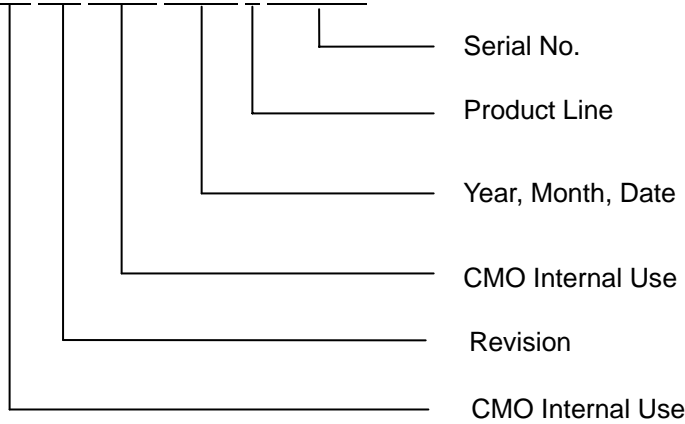 Serial No.
Product Line
Year, Month, Date
CMO Internal Use
Revision
CMO Internal Use